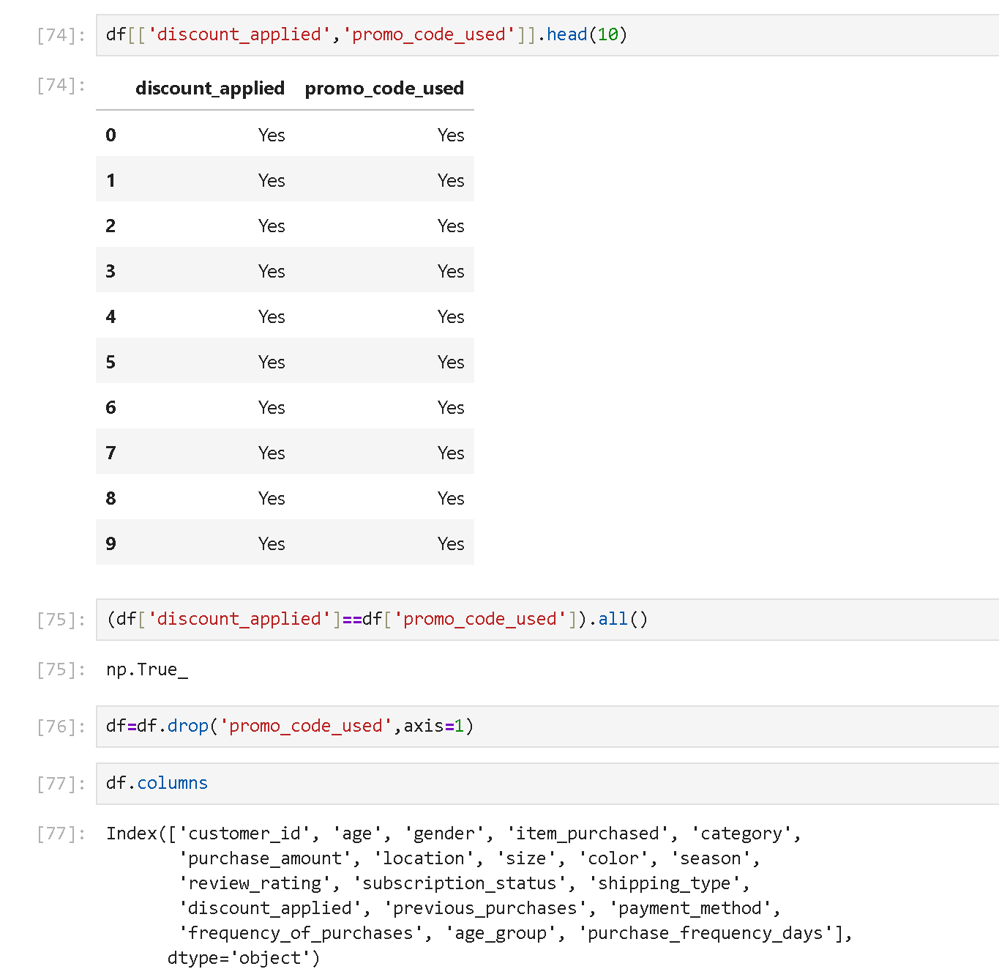 [74]: df[['discount_applied','promo_code_used']].head(10)
[74]: discount_applied promo_code_used
0 Yes Yes
1 Yes Yes
2 Yes Yes
3 Yes Yes
4 Yes Yes
5 Yes Yes
6 Yes Yes
7 Yes Yes
8 Yes Yes
9 Yes Yes
[75]: (df['discount_applied']==df['promo_code_used']).all()
[75]: np.True_
[76]: df=df.drop('promo_code_used',axis=1)
[77]: df.columns
[77]: Index(['customer_id', 'age', 'gender', 'item_purchased', 'category',
'purchase_amount', 'location', 'size', 'color', 'season',
'review_rating', 'subscription_status', 'shipping_type',
'discount_applied', 'previous_purchases', 'payment_method',
'frequency_of_purchases', 'age_group', 'purchase_frequency_days'],
dtype='object')